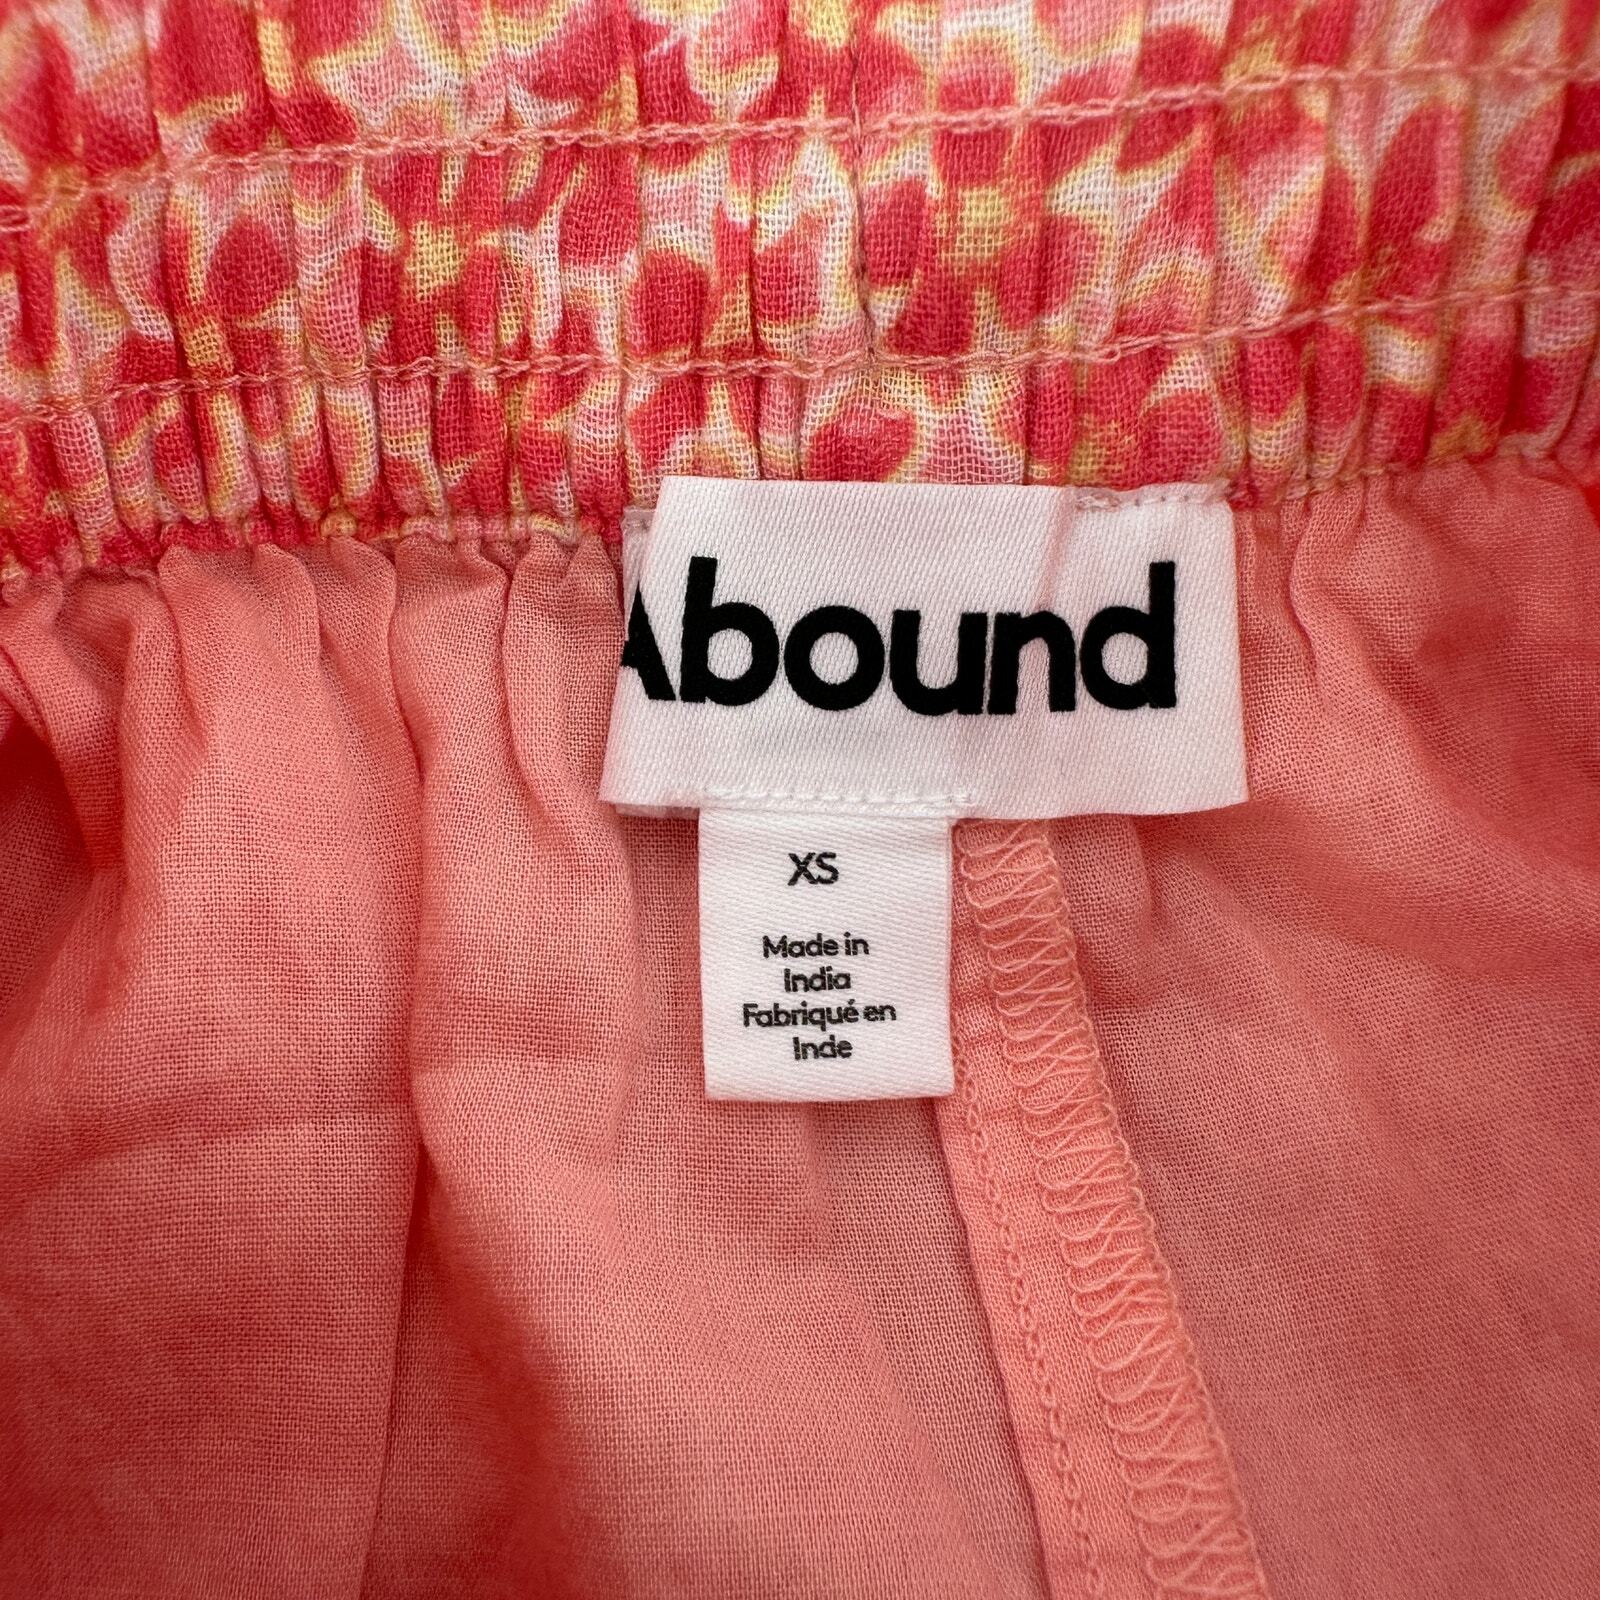 Abound
XS
Made in
India
Fabriqué en
Inde